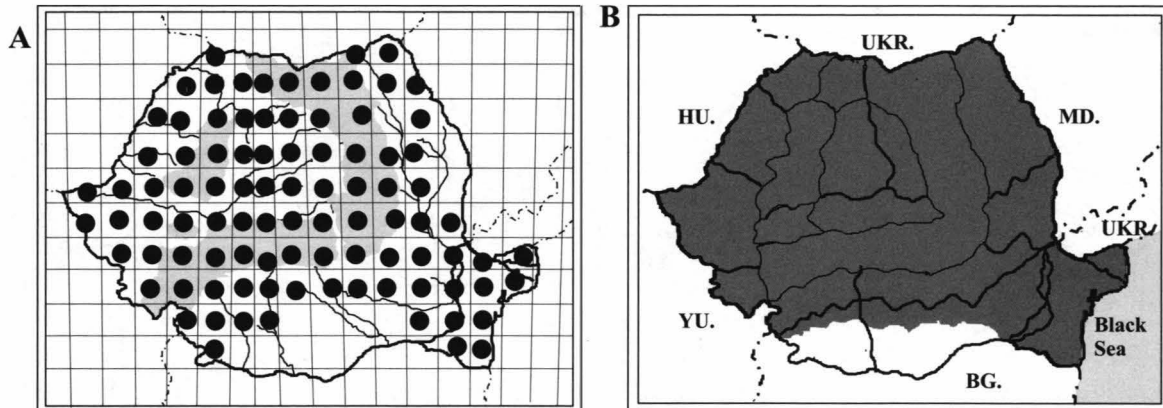 A
B
UKR.
HU.
MD.
UKR.
YU.
Black
Sea
BG.